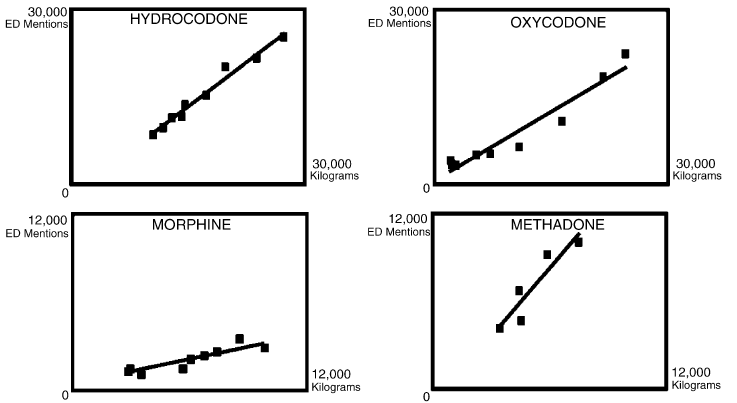 30,000
ED Mentions
HYDROCODONE
30,000
Kilograms
0
30,000
ED Mentions
OXYCODONE
30,000
Kilograms
0
12,000
ED Mentions
MORPHINE
12,000
Kilograms
0
12,000
ED Mentions
METHADONE
12,000
Kilograms
0